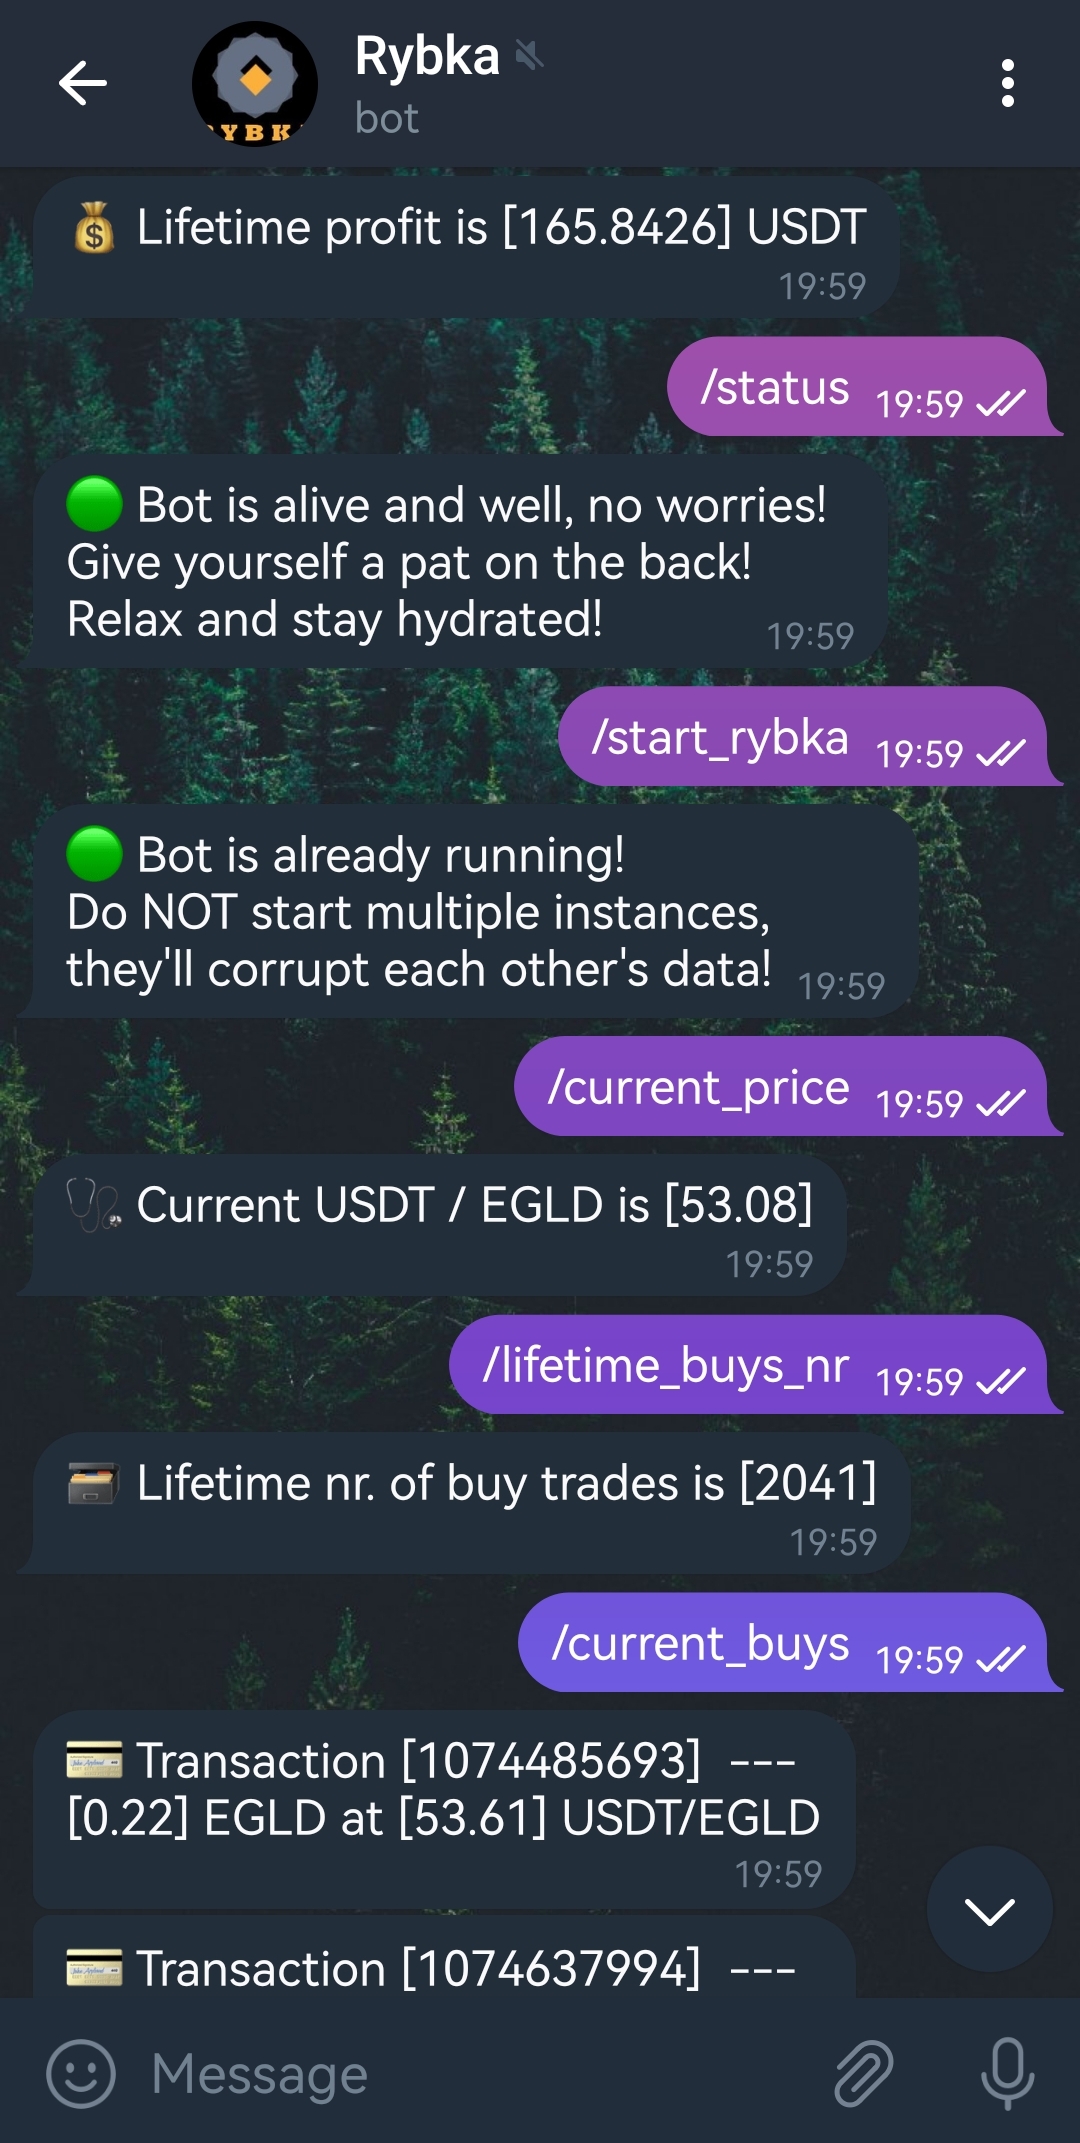 Rybka
bot
YBK
Lifetime profit is [165.8426] USDT
19:59
/status 19:59
Bot is alive and well, no worries!
Give yourself a pat on the back!
Relax and stay hydrated! 19:59
/start_rybka 19:59
Bot is already running!
Do NOT start multiple instances,
they'll corrupt each other's data! 19:59
/current_price 19:59
Current USDT / EGLD is [53.08]
19:59
/lifetime_buys_nr 19:59
Lifetime nr. of buy trades is [2041]
19:59
/current_buys 19:59
Transaction [1074485693] ---
[0.22] EGLD at [53.61] USDT/EGLD
19:59
Transaction [1074637994] ---
Message